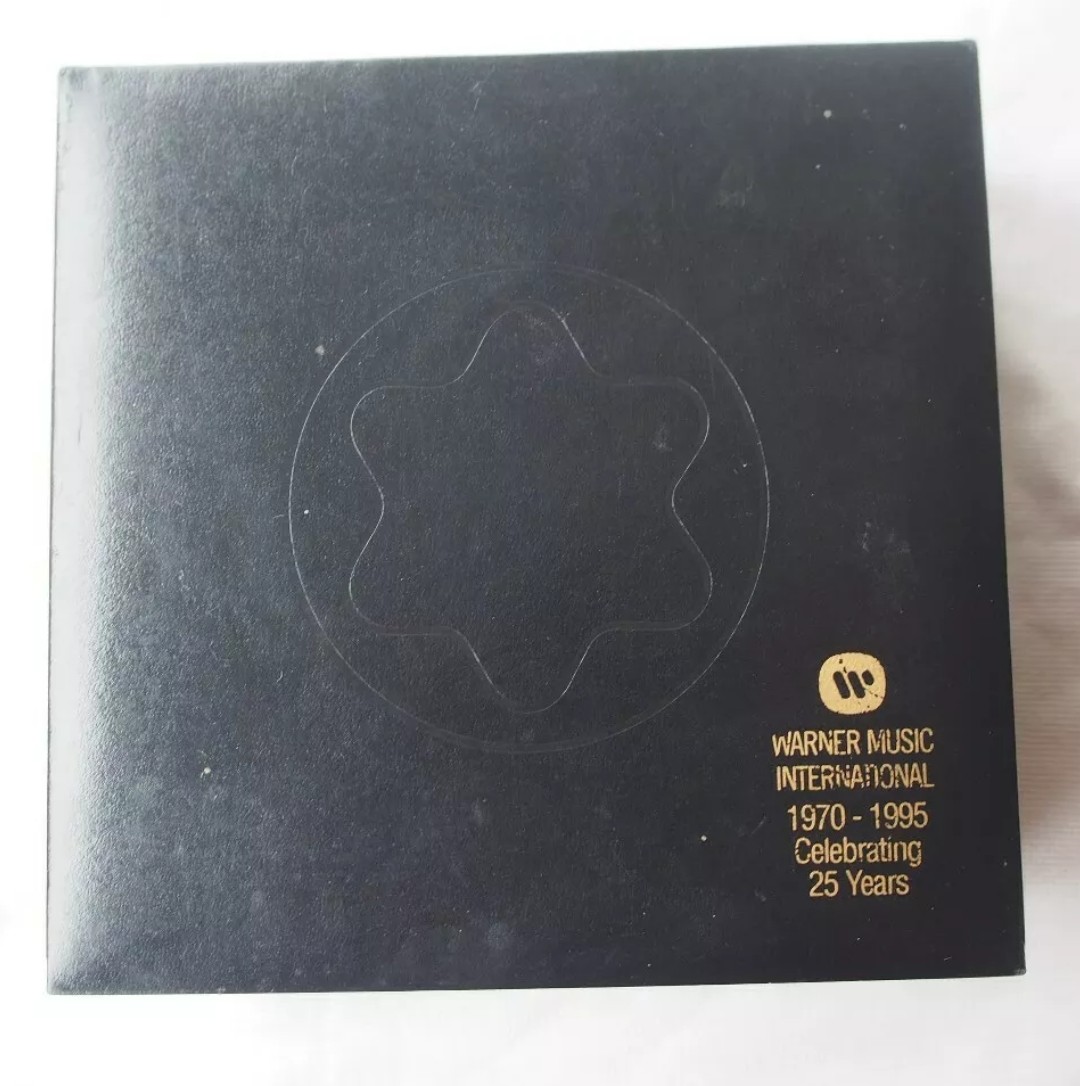 WARNER MUSIC
INTERNATIONAL
1970 - 1995
Celebrating
25 Years